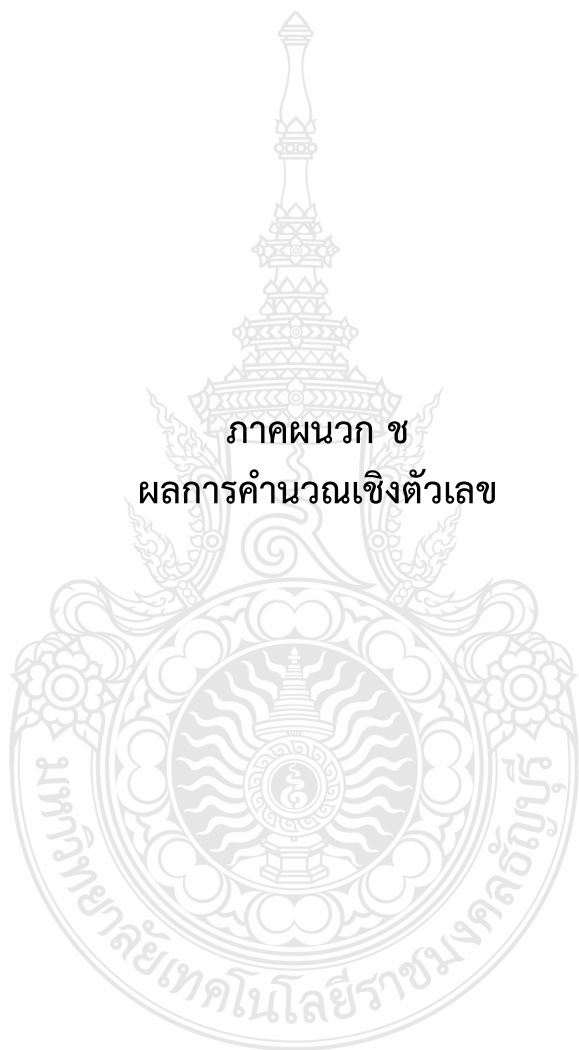 ภาคผนวก ช
ผลการคำนวณเชิงตัวเลข
มหาวิทยาลัยเทคโนโลยีราชมงคลธัญบุรี